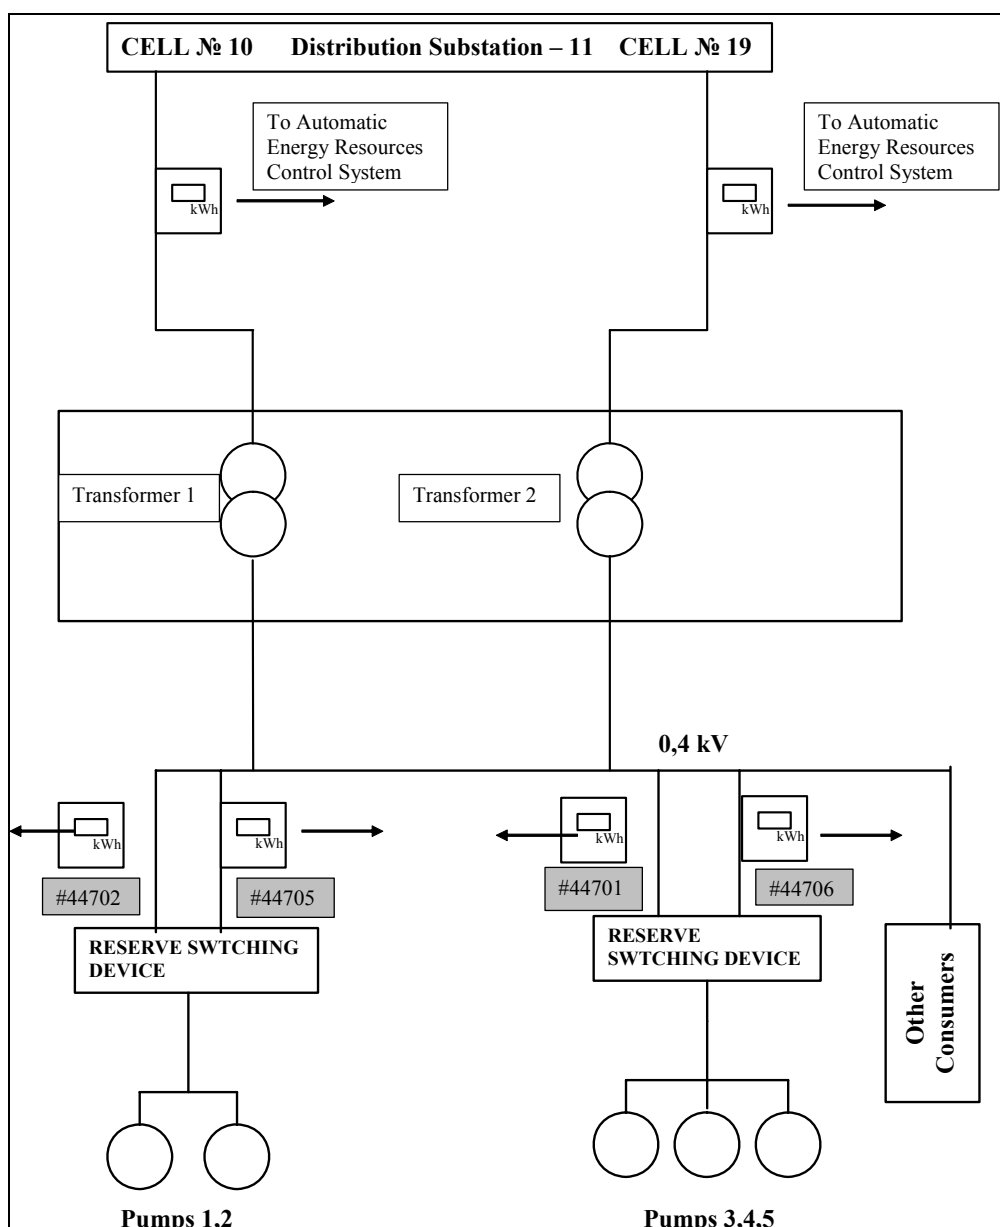 CELL № 10 Distribution Substation – 11 CELL № 19
To Automatic
Energy Resources
Control System
To Automatic
Energy Resources
Control System
kWh
kWh
Transformer 1
Transformer 2
0,4 kV
kWh
kWh
kWh
kWh
#44702
#44705
#44701
#44706
RESERVE SWTCHING
DEVICE
RESERVE
SWTCHING DEVICE
Other
Consumers
Pumps 1,2
Pumps 3,4,5